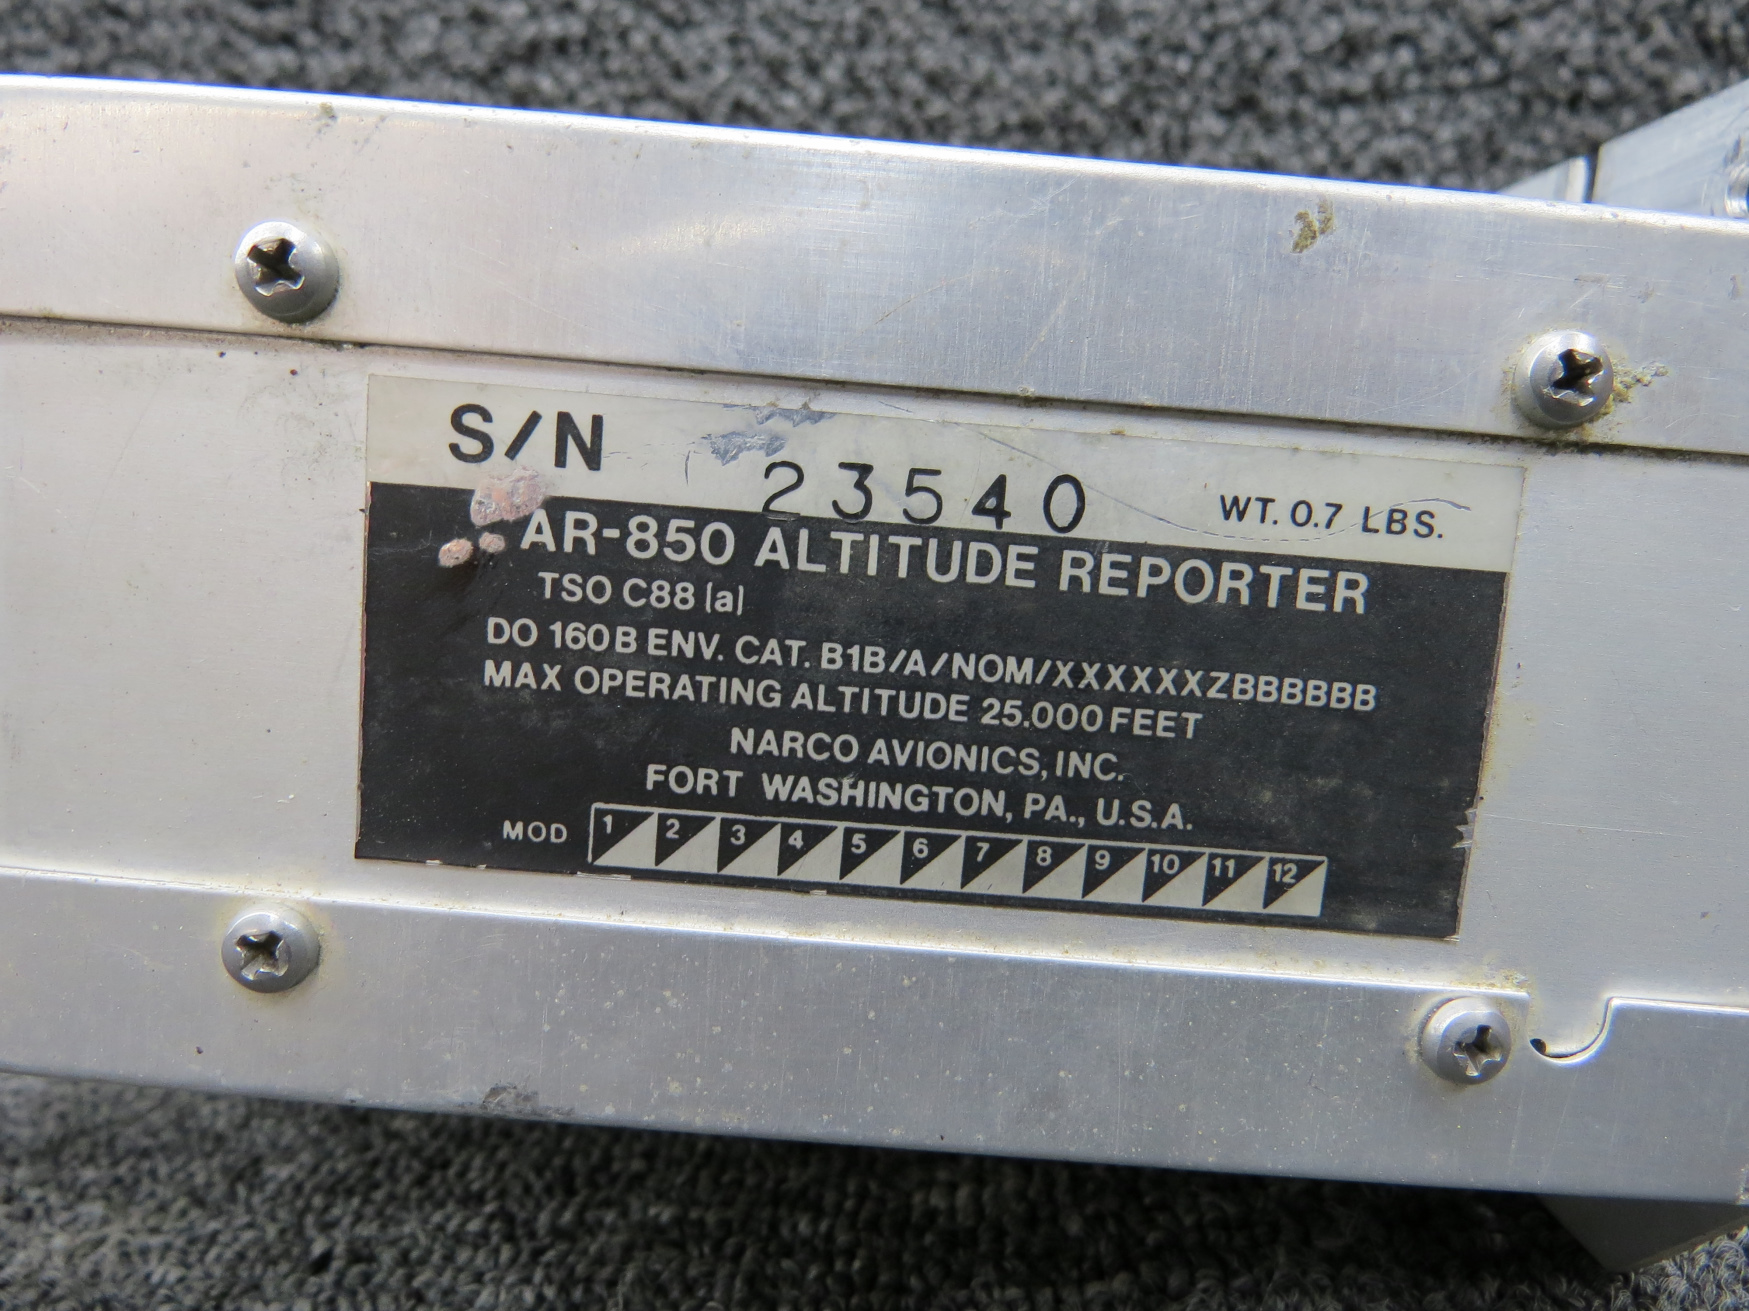 S/N 23540 WT. 0.7 LBS.
AR-850 ALTITUDE REPORTER
TSO C88 (a)
DO 160B ENV. CAT. B1B/A/NOM/XXXXXXZBBBBBB
MAX OPERATING ALTITUDE 25.000 FEET
NARCO AVIONICS, INC.
FORT WASHINGTON, PA., U.S.A.
MOD 1 2 3 4 5 6 7 8 9 10 11 12